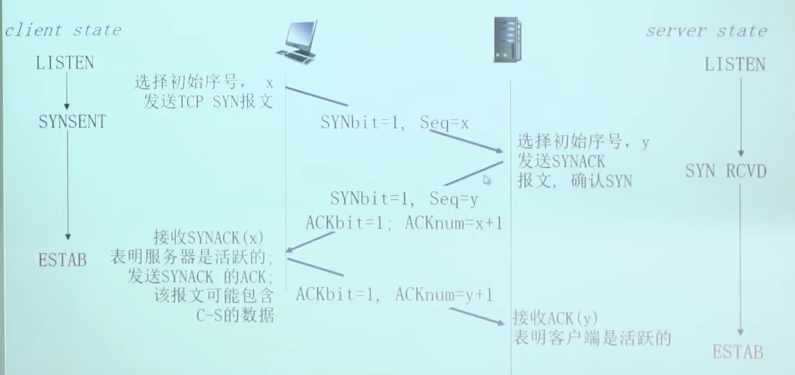 client state
server state
LISTEN
LISTEN
选择初始序号， x
发送TCP SYN报文
SYNSENT
SYNbit=1, Seq=x
选择初始序号，y
发送SYNACK
报文, 确认SYN
SYN RCVD
SYNbit=1, Seq=y
ACKbit=1; ACKnum=x+1
接收SYNACK(x)
表明服务器是活跃的;
发送SYNACK 的ACK;
该报文可能包含
C-S的数据
ESTAB
ACKbit=1, ACKnum=y+1
接收ACK(y)
表明客户端是活跃的
ESTAB